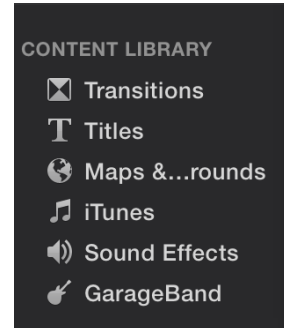 CONTENT LIBRARY
Transitions
Titles
Maps &...rounds
iTunes
Sound Effects
GarageBand